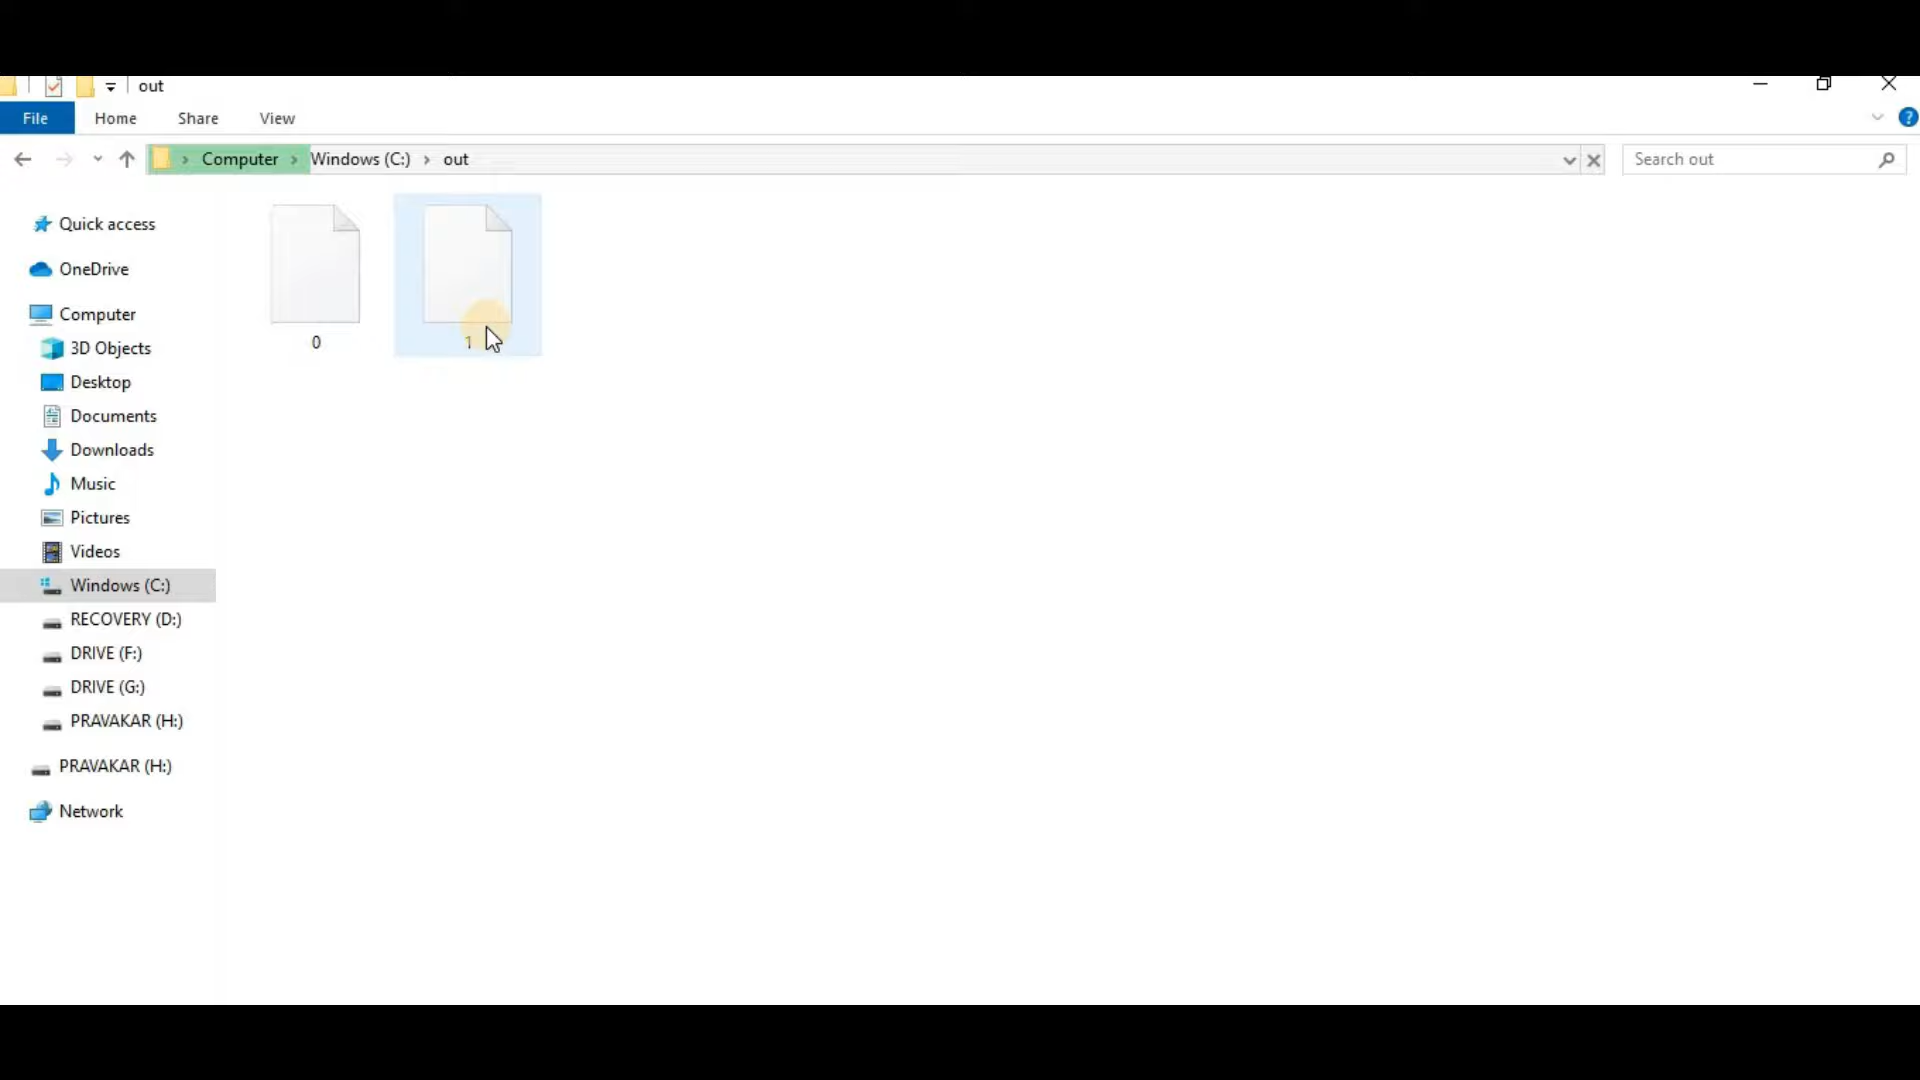 out
File Home Share View
Computer Windows (C:) out
Search out
Quick access
OneDrive
Computer
3D Objects
Desktop
Documents
Downloads
Music
Pictures
Videos
Windows (C:)
RECOVERY (D:)
DRIVE (F:)
DRIVE (G:)
PRAVAKAR (H:)
PRAVAKAR (H:)
Network
0 1